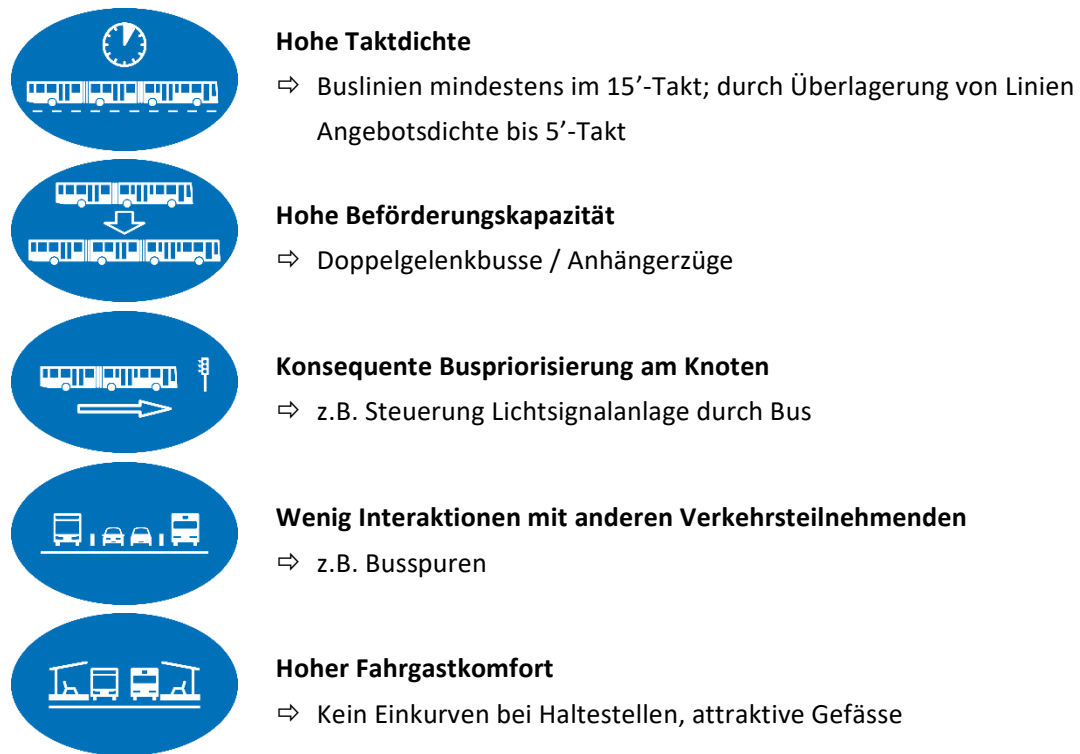 Hohe Taktdichte
⇨ Buslinien mindestens im 15’-Takt; durch Überlagerung von Linien
Angebotsdichte bis 5’-Takt
Hohe Beförderungskapazität
⇨ Doppelgelenkbusse / Anhängerzüge
Konsequente Buspriorisierung am Knoten
⇨ z.B. Steuerung Lichtsignalanlage durch Bus
Wenig Interaktionen mit anderen Verkehrsteilnehmenden
⇨ z.B. Busspuren
Hoher Fahrgastkomfort
⇨ Kein Einkurven bei Haltestellen, attraktive Gefässe